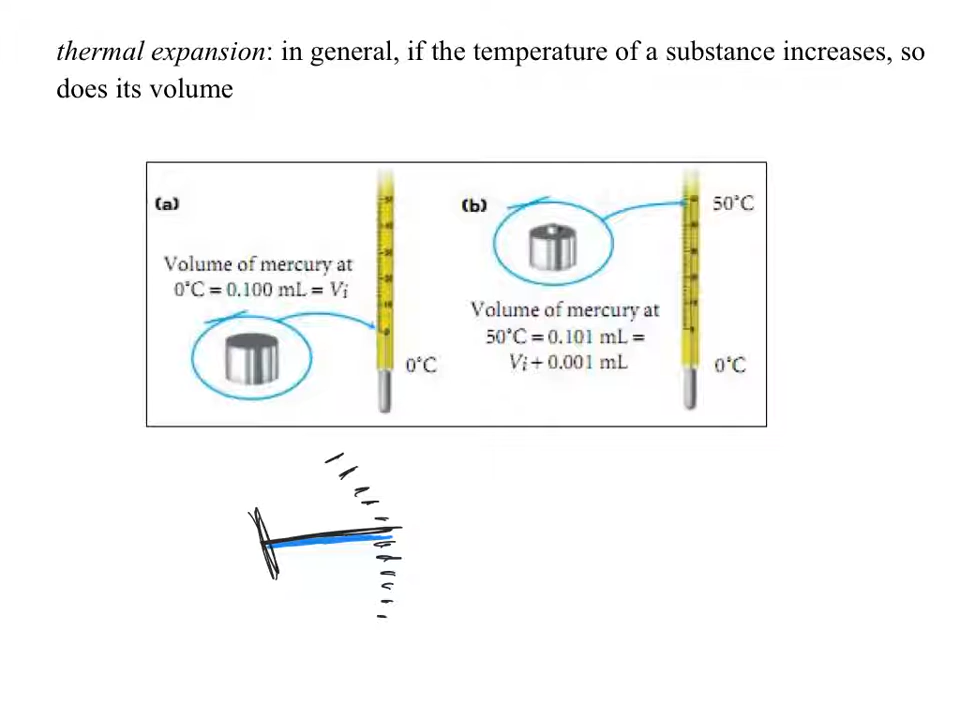 thermal expansion: in general, if the temperature of a substance increases, so
does its volume
(a)
Volume of mercury at
0°C = 0.100 mL = Vi
0°C
(b)
50°C
Volume of mercury at
50°C = 0.101 mL =
Vi + 0.001 mL
0°C